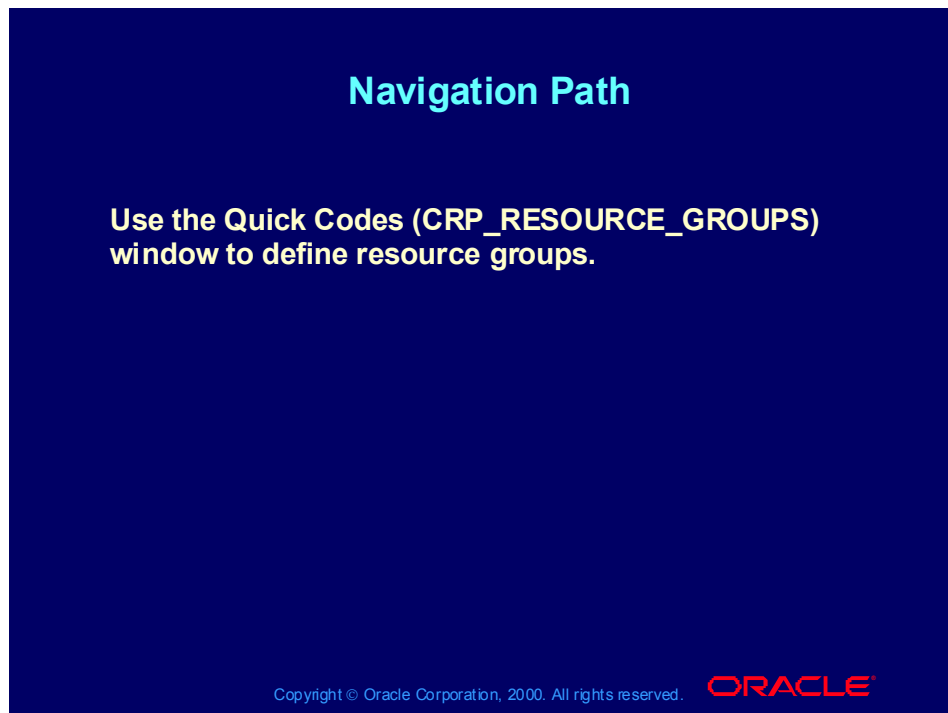 Navigation Path
Use the Quick Codes (CRP_RESOURCE_GROUPS)
window to define resource groups.
Copyright © Oracle Corporation, 2000. All rights reserved.
ORACLE®